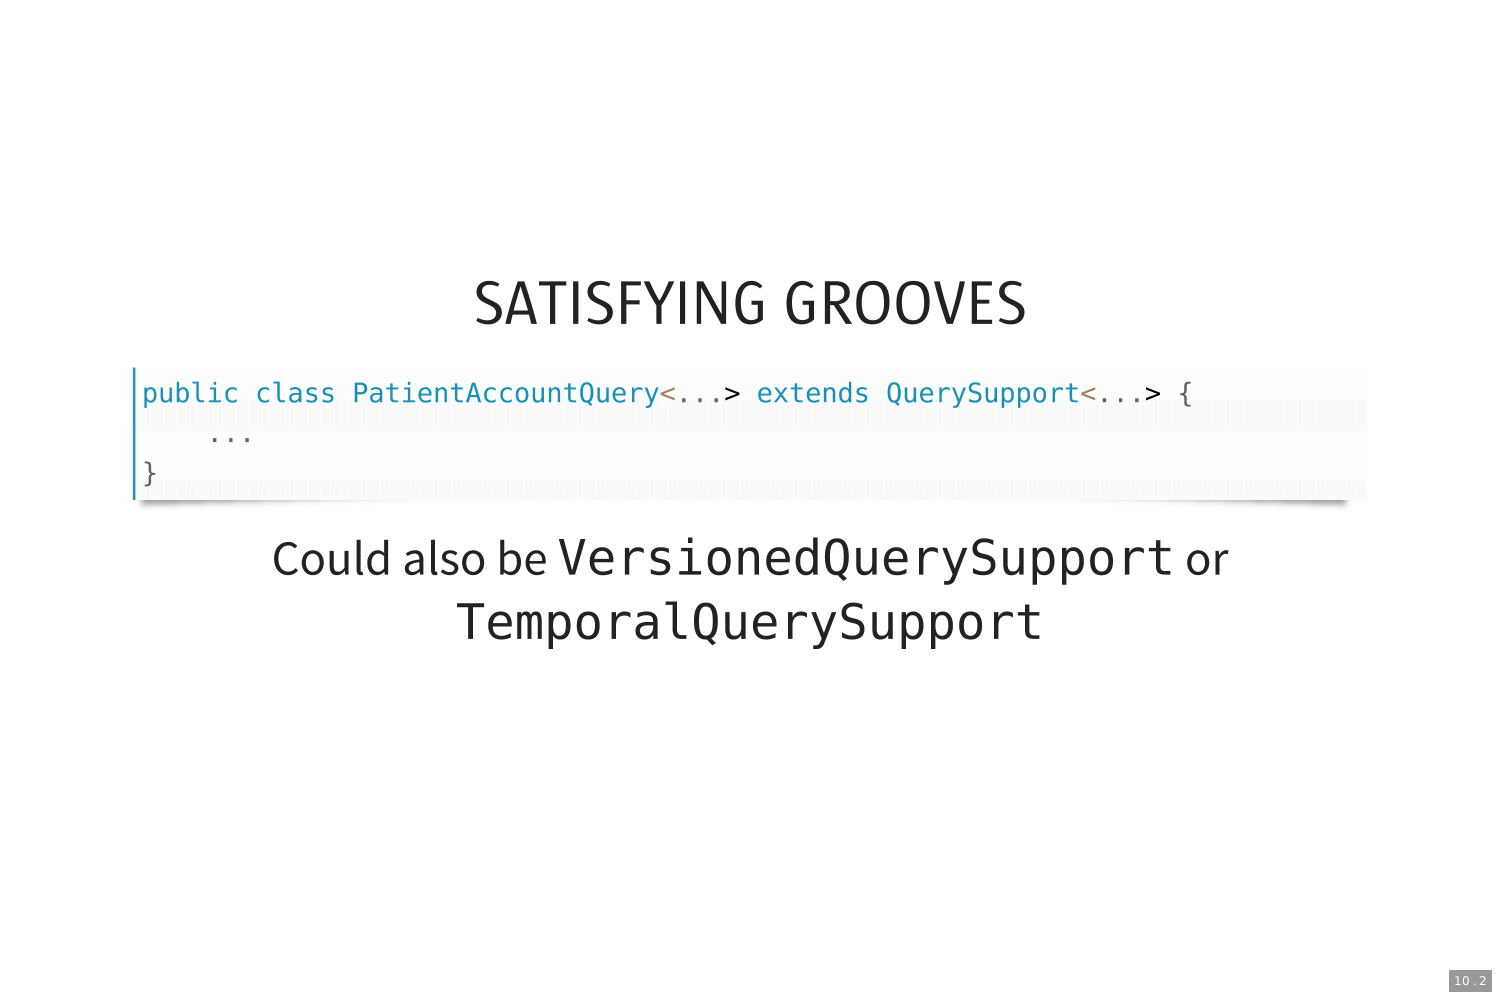 SATISFYING GROOVES
public class PatientAccountQuery<...> extends QuerySupport<...> {
    ...
}
Could also be VersionedQuerySupport or
TemporalQuerySupport
10.2